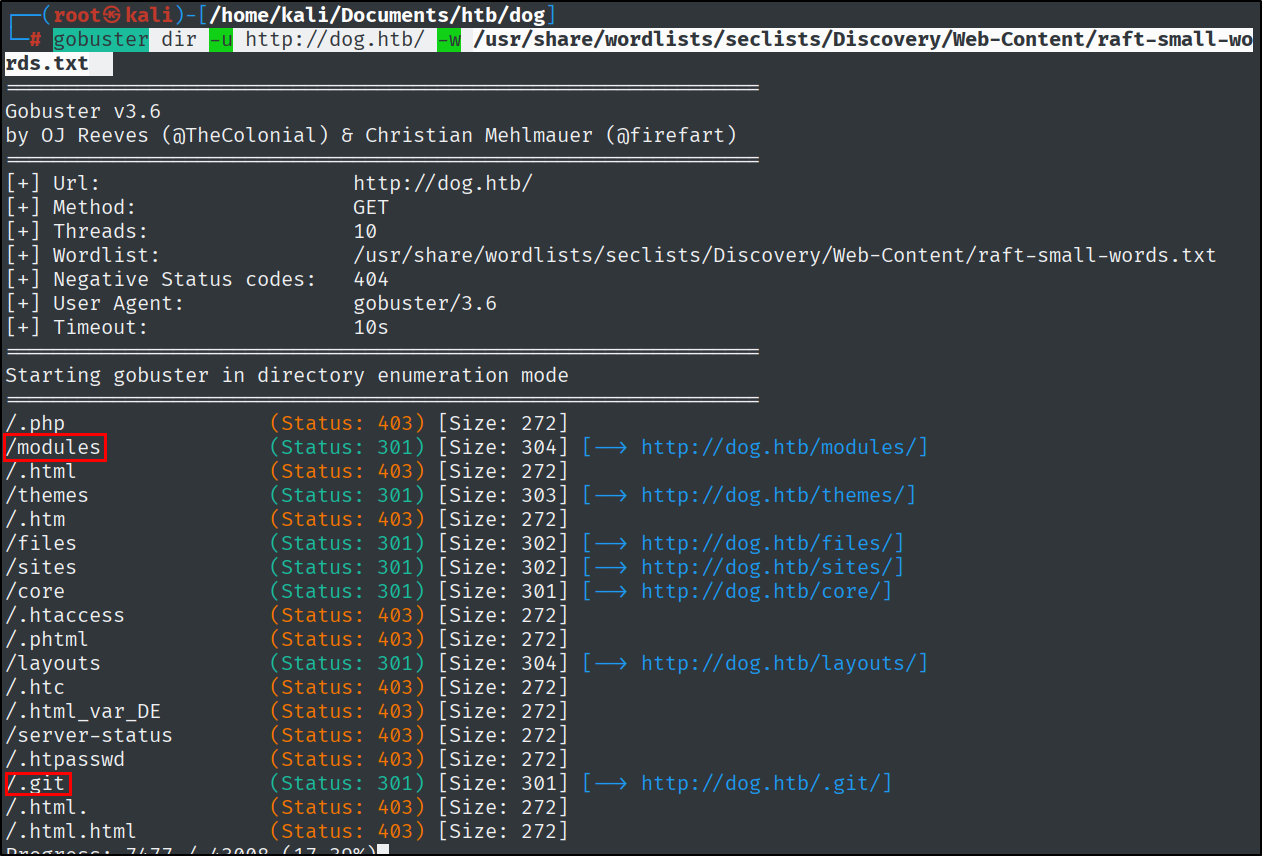 ┌──(root㉿kali)-[/home/kali/Documents/htb/dog]
└─# gobuster dir -u http://dog.htb/ -w /usr/share/wordlists/seclists/Discovery/Web-Content/raft-small-wo
rds.txt
===============================================================
Gobuster v3.6
by OJ Reeves (@TheColonial) & Christian Mehlmauer (@firefart)
===============================================================
[+] Url:                     http://dog.htb/
[+] Method:                  GET
[+] Threads:                 10
[+] Wordlist:                /usr/share/wordlists/seclists/Discovery/Web-Content/raft-small-words.txt
[+] Negative Status codes:   404
[+] User Agent:              gobuster/3.6
[+] Timeout:                 10s
===============================================================
Starting gobuster in directory enumeration mode
===============================================================
/.php                 (Status: 403) [Size: 272]
/modules              (Status: 301) [Size: 304] [--> http://dog.htb/modules/]
/.html                (Status: 403) [Size: 272]
/themes               (Status: 301) [Size: 303] [--> http://dog.htb/themes/]
/.htm                 (Status: 403) [Size: 272]
/files                (Status: 301) [Size: 302] [--> http://dog.htb/files/]
/sites                (Status: 301) [Size: 302] [--> http://dog.htb/sites/]
/core                 (Status: 301) [Size: 301] [--> http://dog.htb/core/]
/.htaccess            (Status: 403) [Size: 272]
/.phtml               (Status: 403) [Size: 272]
/layouts              (Status: 301) [Size: 304] [--> http://dog.htb/layouts/]
/.htc                 (Status: 403) [Size: 272]
/.html_var_DE         (Status: 403) [Size: 272]
/server-status        (Status: 403) [Size: 272]
/.htpasswd            (Status: 403) [Size: 272]
/.git                 (Status: 301) [Size: 301] [--> http://dog.htb/.git/]
/.html.               (Status: 403) [Size: 272]
/.html.html           (Status: 403) [Size: 272]
Progress: 7477 / 43008 (17.39%)